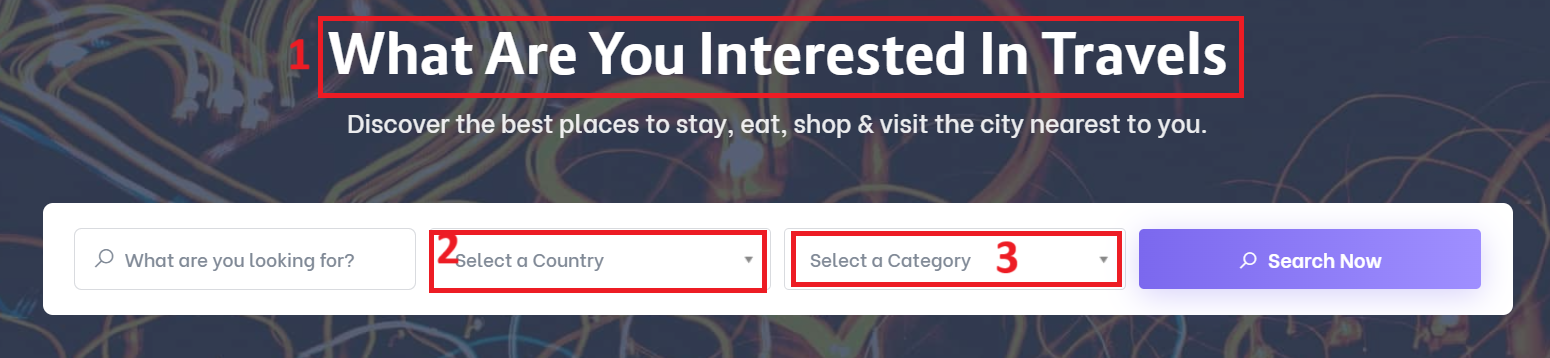 1 What Are You Interested In Travels
Discover the best places to stay, eat, shop & visit the city nearest to you.
What are you looking for? 2 Select a Country Select a Category 3 Search Now